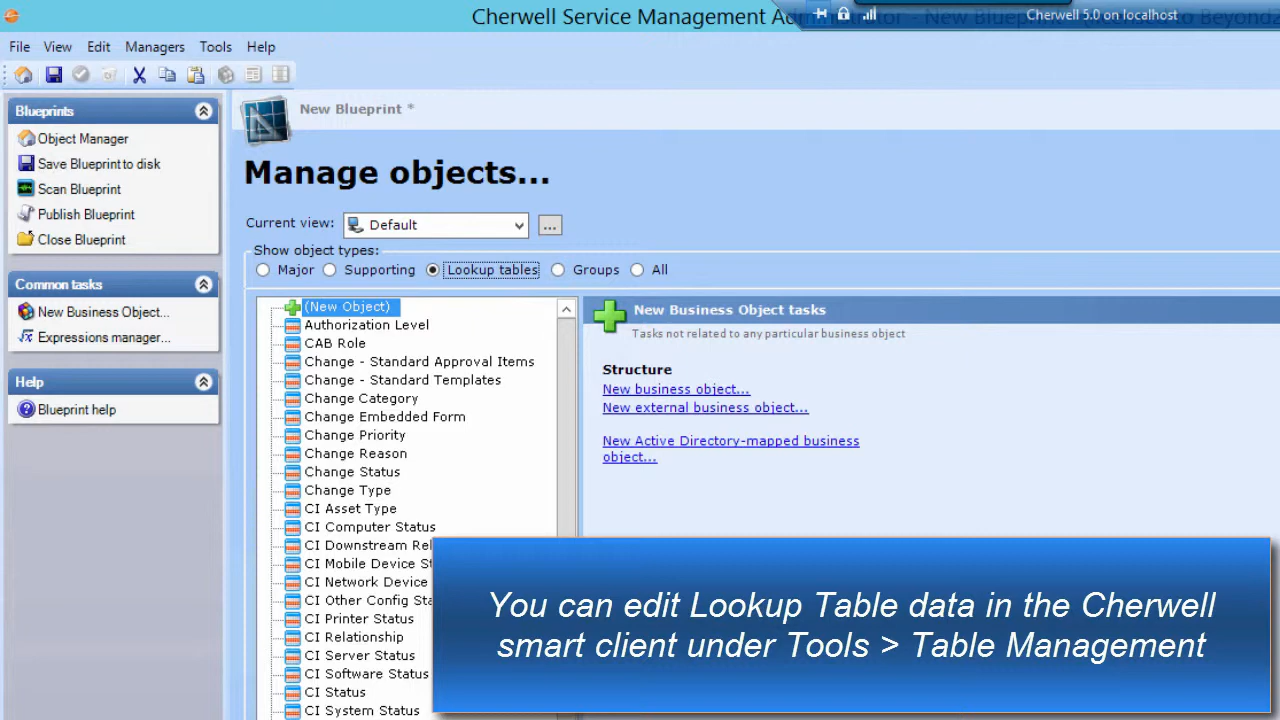 Cherwell Service Management Administrator - New Blueprint
Cherwell 5.0 on localhost
File View Edit Managers Tools Help
Blueprints
Object Manager
Save Blueprint to disk
Scan Blueprint
Publish Blueprint
Close Blueprint
Common tasks
New Business Object...
Expressions manager...
Help
Blueprint help
New Blueprint *
Manage objects...
Current view: Default ...
Show object types:
Major Supporting Lookup tables Groups All
(New Object)
Authorization Level
CAB Role
Change - Standard Approval Items
Change - Standard Templates
Change Category
Change Embedded Form
Change Priority
Change Reason
Change Status
Change Type
CI Asset Type
CI Computer Status
CI Downstream Rel
CI Mobile Device St
CI Network Device
CI Other Config Sta
CI Printer Status
CI Relationship
CI Server Status
CI Software Status
CI Status
CI System Status
New Business Object tasks
Tasks not related to any particular business object
Structure
New business object...
New external business object...
New Active Directory-mapped business
object...
You can edit Lookup Table data in the Cherwell
smart client under Tools > Table Management